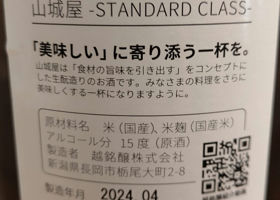 山城屋 -STANDARD CLASS-
「美味しい」に寄り添う一杯を。
山城屋は「食材の旨味を引き出す」をコンセプトに
した生酛造りのお酒です。みなさまの料理をさらに
美味しくする一杯になりますように。
原材料名 米(国産)、米麹(国産米)
アルコール分 15度(原酒)
製造者 越銘醸株式会社
新潟県長岡市栃尾大町2-8
製造年月 2024.04